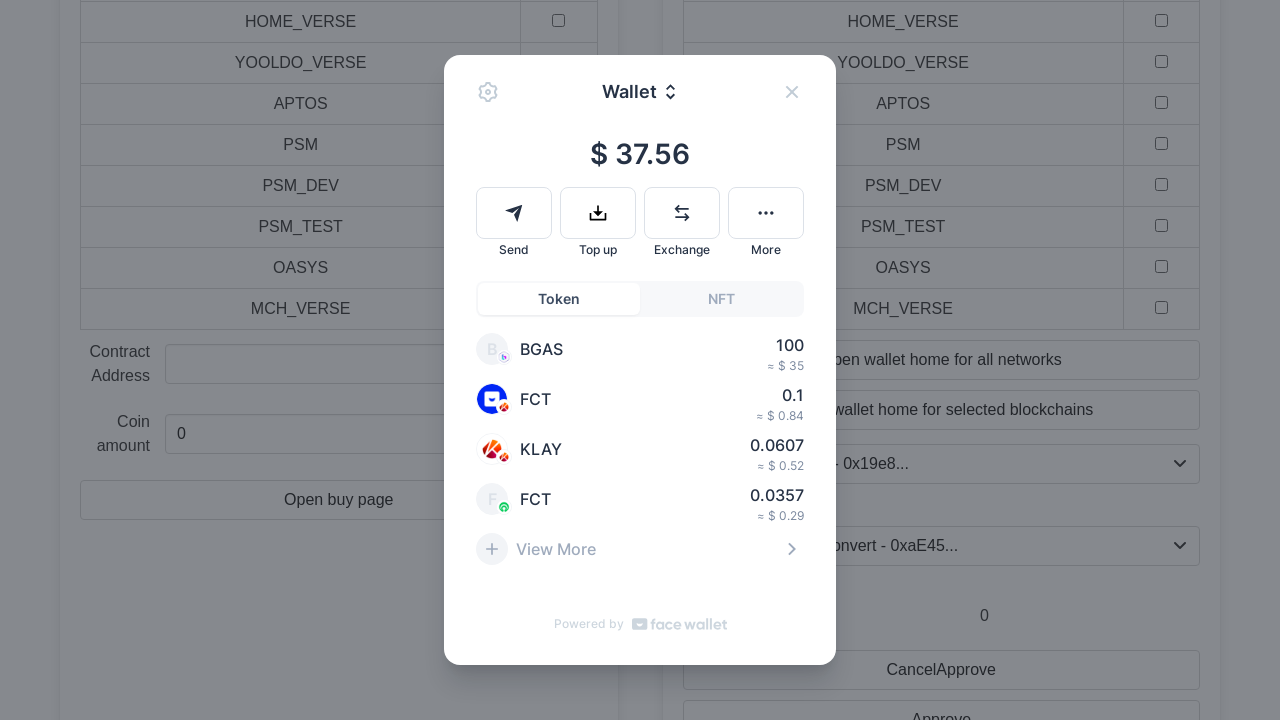 HOME_VERSE
HOME_VERSE
YOOLDO_VERSE
YOOLDO_VERSE
APTOS
APTOS
PSM
PSM
PSM_DEV
PSM_DEV
PSM_TEST
PSM_TEST
OASYS
OASYS
MCH_VERSE
MCH_VERSE
Contract
Address
Coin
amount
0
Open buy page
Wallet
$ 37.56
Send
Top up
Exchange
More
Token
NFT
B
BGAS
100
≈ $ 35
FCT
0.1
≈ $ 0.84
KLAY
0.0607
≈ $ 0.52
F
FCT
0.0357
≈ $ 0.29
View More
Powered by face wallet
wallet home for all networks
wallet home for selected blockchains
- 0x19e8...
- 0xaE45...
0
CancelApprove
Approve